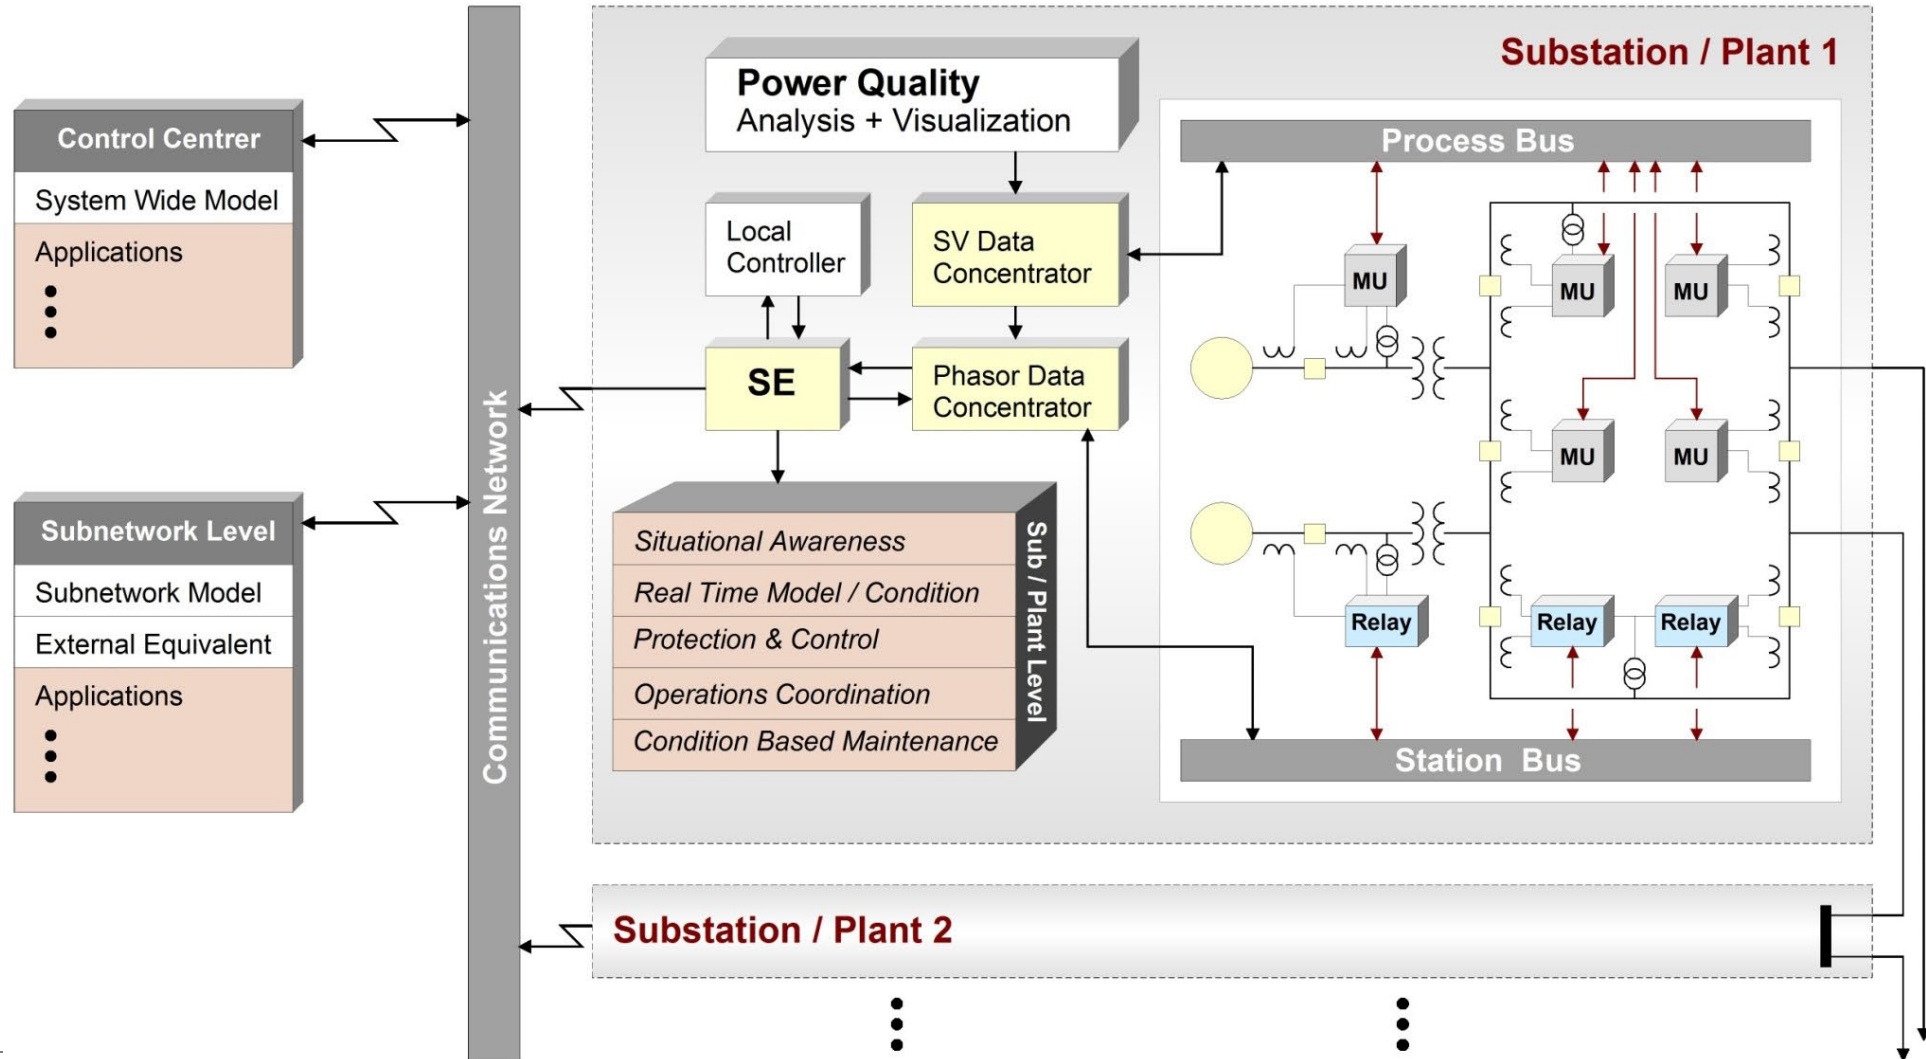 Substation / Plant 1
Power Quality
Analysis + Visualization
Control Centrer
System Wide Model
Applications
Process Bus
Local
Controller
SV Data
Concentrator
MU
MU
MU
SE
Phasor Data
Concentrator
MU
MU
Communications Network
Subnetwork Level
Subnetwork Model
External Equivalent
Applications
Situational Awareness
Real Time Model / Condition
Protection & Control
Operations Coordination
Condition Based Maintenance
Sub / Plant Level
Relay
Relay
Relay
Station Bus
Substation / Plant 2